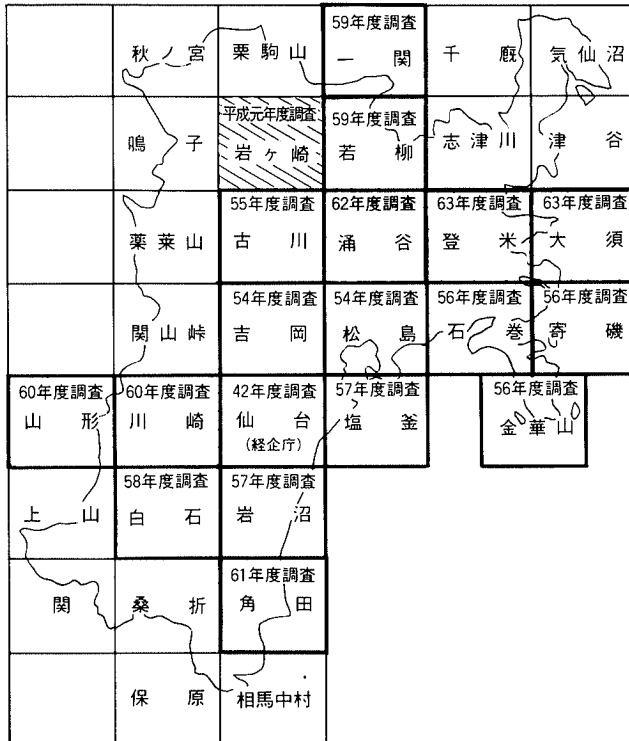 59年度調査
秋ノ宮 栗駒山 一関 千厩 気仙沼
平成元年度調査 59年度調査
鳴子 岩ヶ崎 若柳 志津川 津谷
55年度調査 62年度調査 63年度調査 63年度調査
薬莱山 古川 涌谷 登米 大須
54年度調査 54年度調査 56年度調査 56年度調査
関山峠 吉岡 松島 石巻 寄磯
60年度調査 60年度調査 42年度調査 57年度調査 56年度調査
山形 川崎 仙台 塩釜 金華山
(経企庁)
58年度調査 57年度調査
上山 白石 岩沼
61年度調査
関 桑折 角田
保原 相馬中村